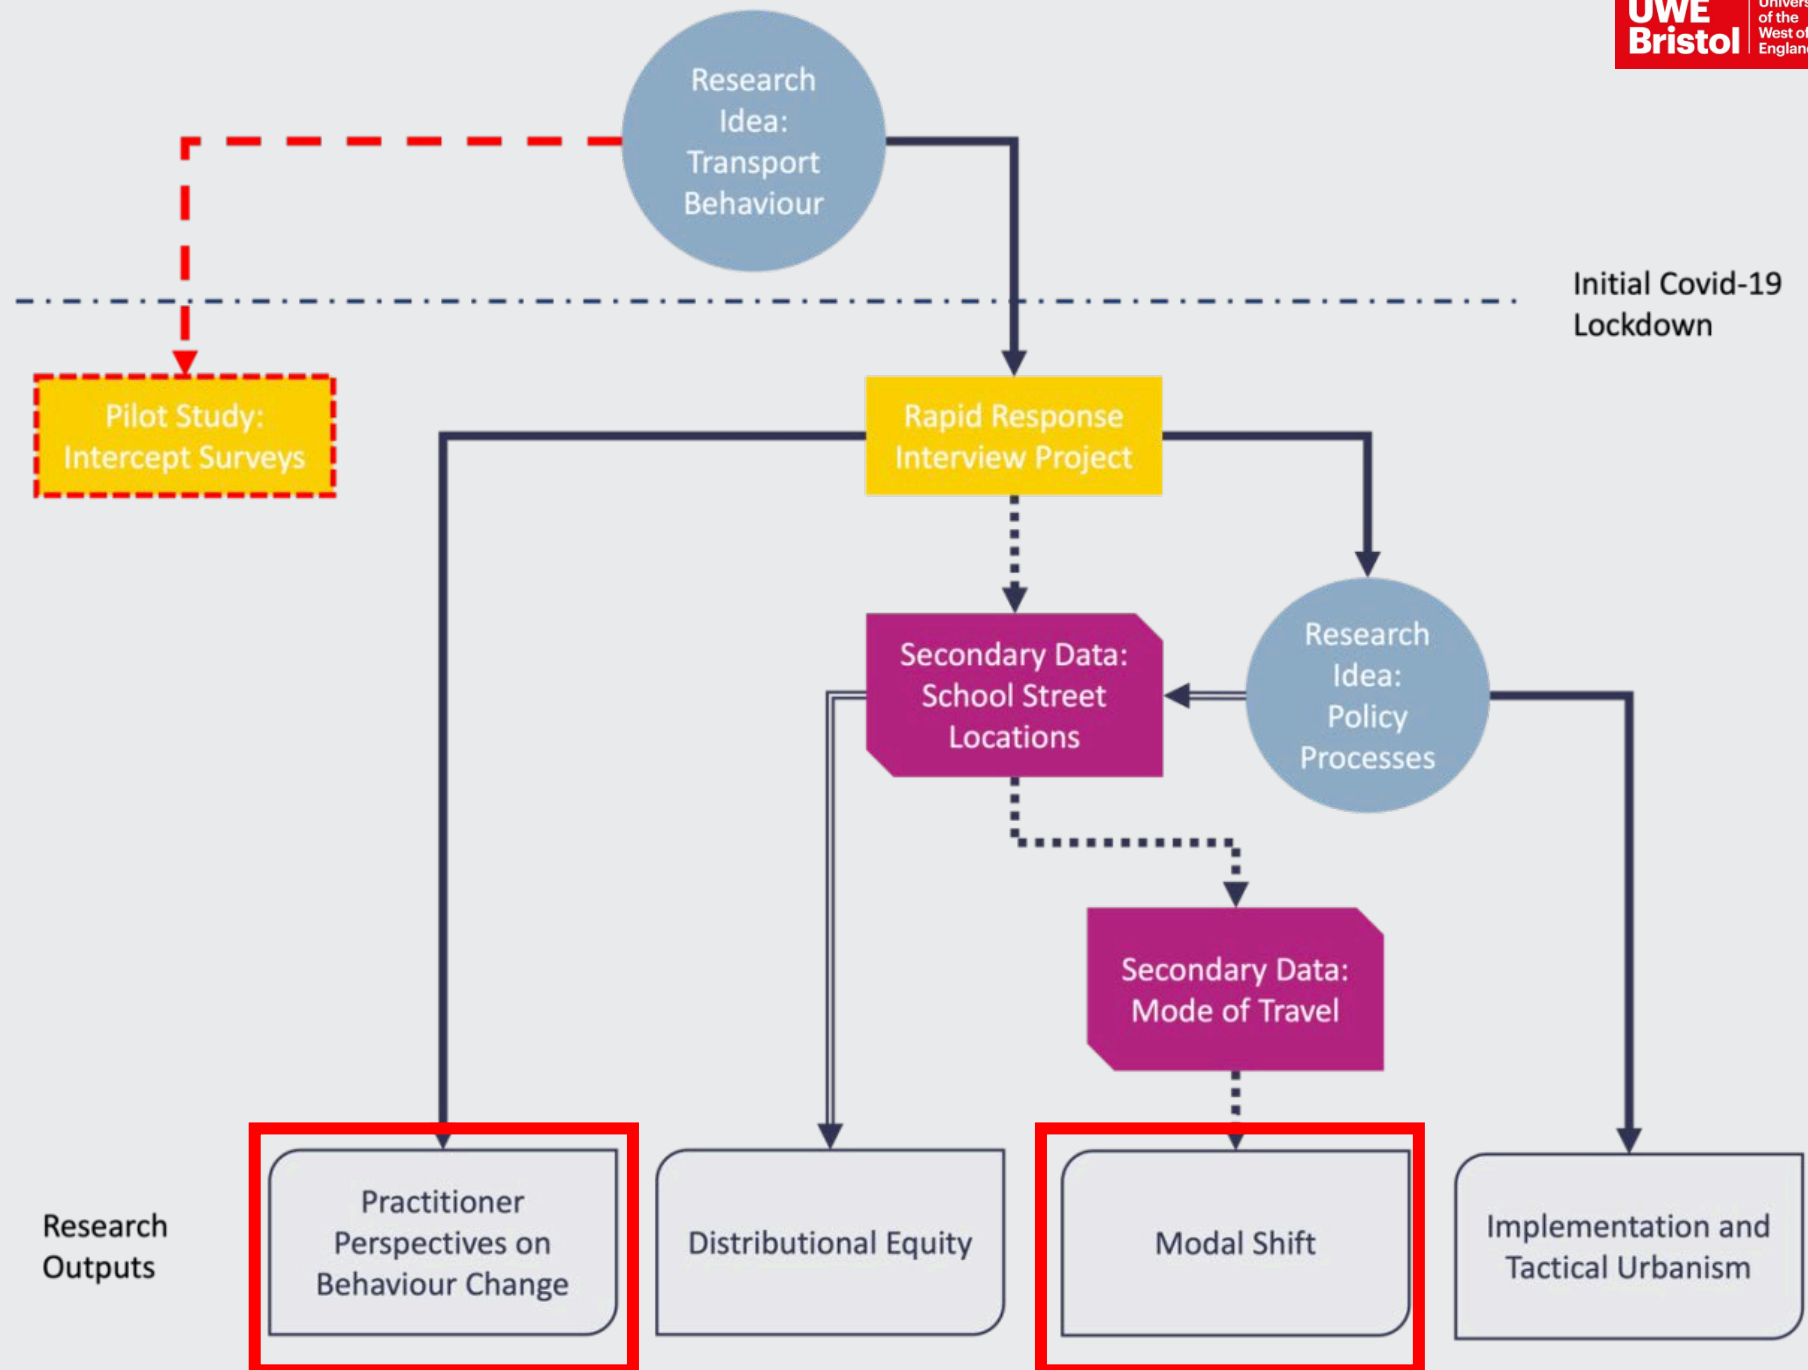 UWE
Bristol
of the
West of
Research
Idea:
Transport
Behaviour
Initial Covid-19
Lockdown
Pilot Study:
Intercept Surveys
Rapid Response
Interview Project
Secondary Data:
School Street
Locations
Research
Idea:
Policy
Processes
Secondary Data:
Mode of Travel
Research
Outputs
Practitioner
Perspectives on
Behaviour Change
Distributional Equity
Modal Shift
Implementation and
Tactical Urbanism